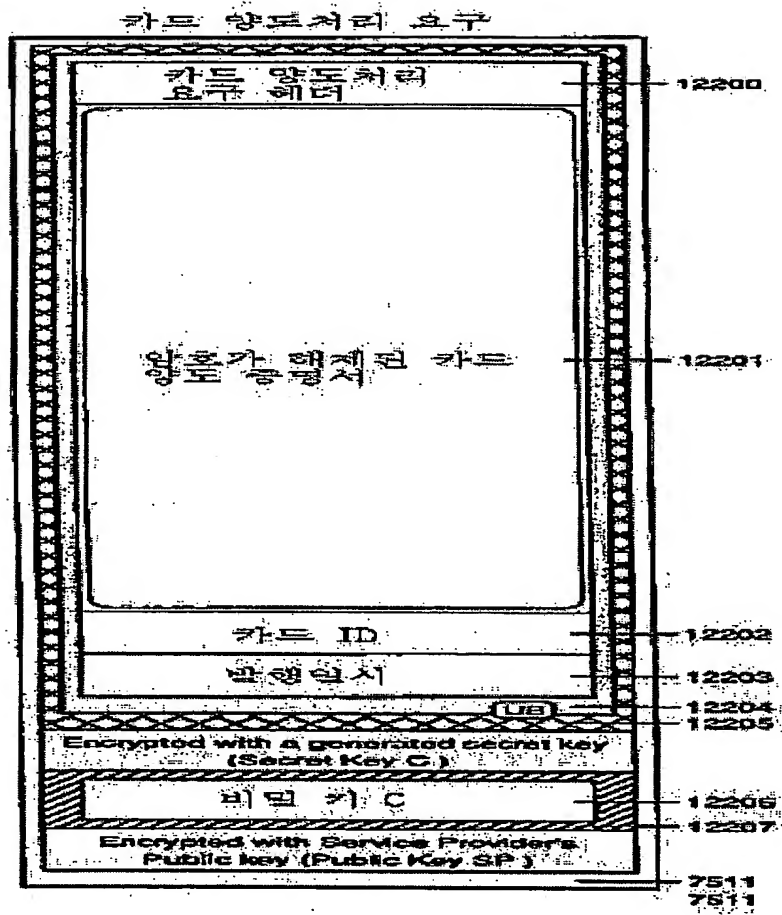 카드 양도처리 요구
카드 양도처리
요구 헤더
12200
암호가 해제된 카드
양도 증명서
12201
카드 ID
12202
발행일시
12203
UB
12204
12205
Encrypted with a generated secret key
(Secret Key C)
비밀 키 C
12206
12207
Encrypted with Service Provider's
Public key (Public Key SP)
7511
7511